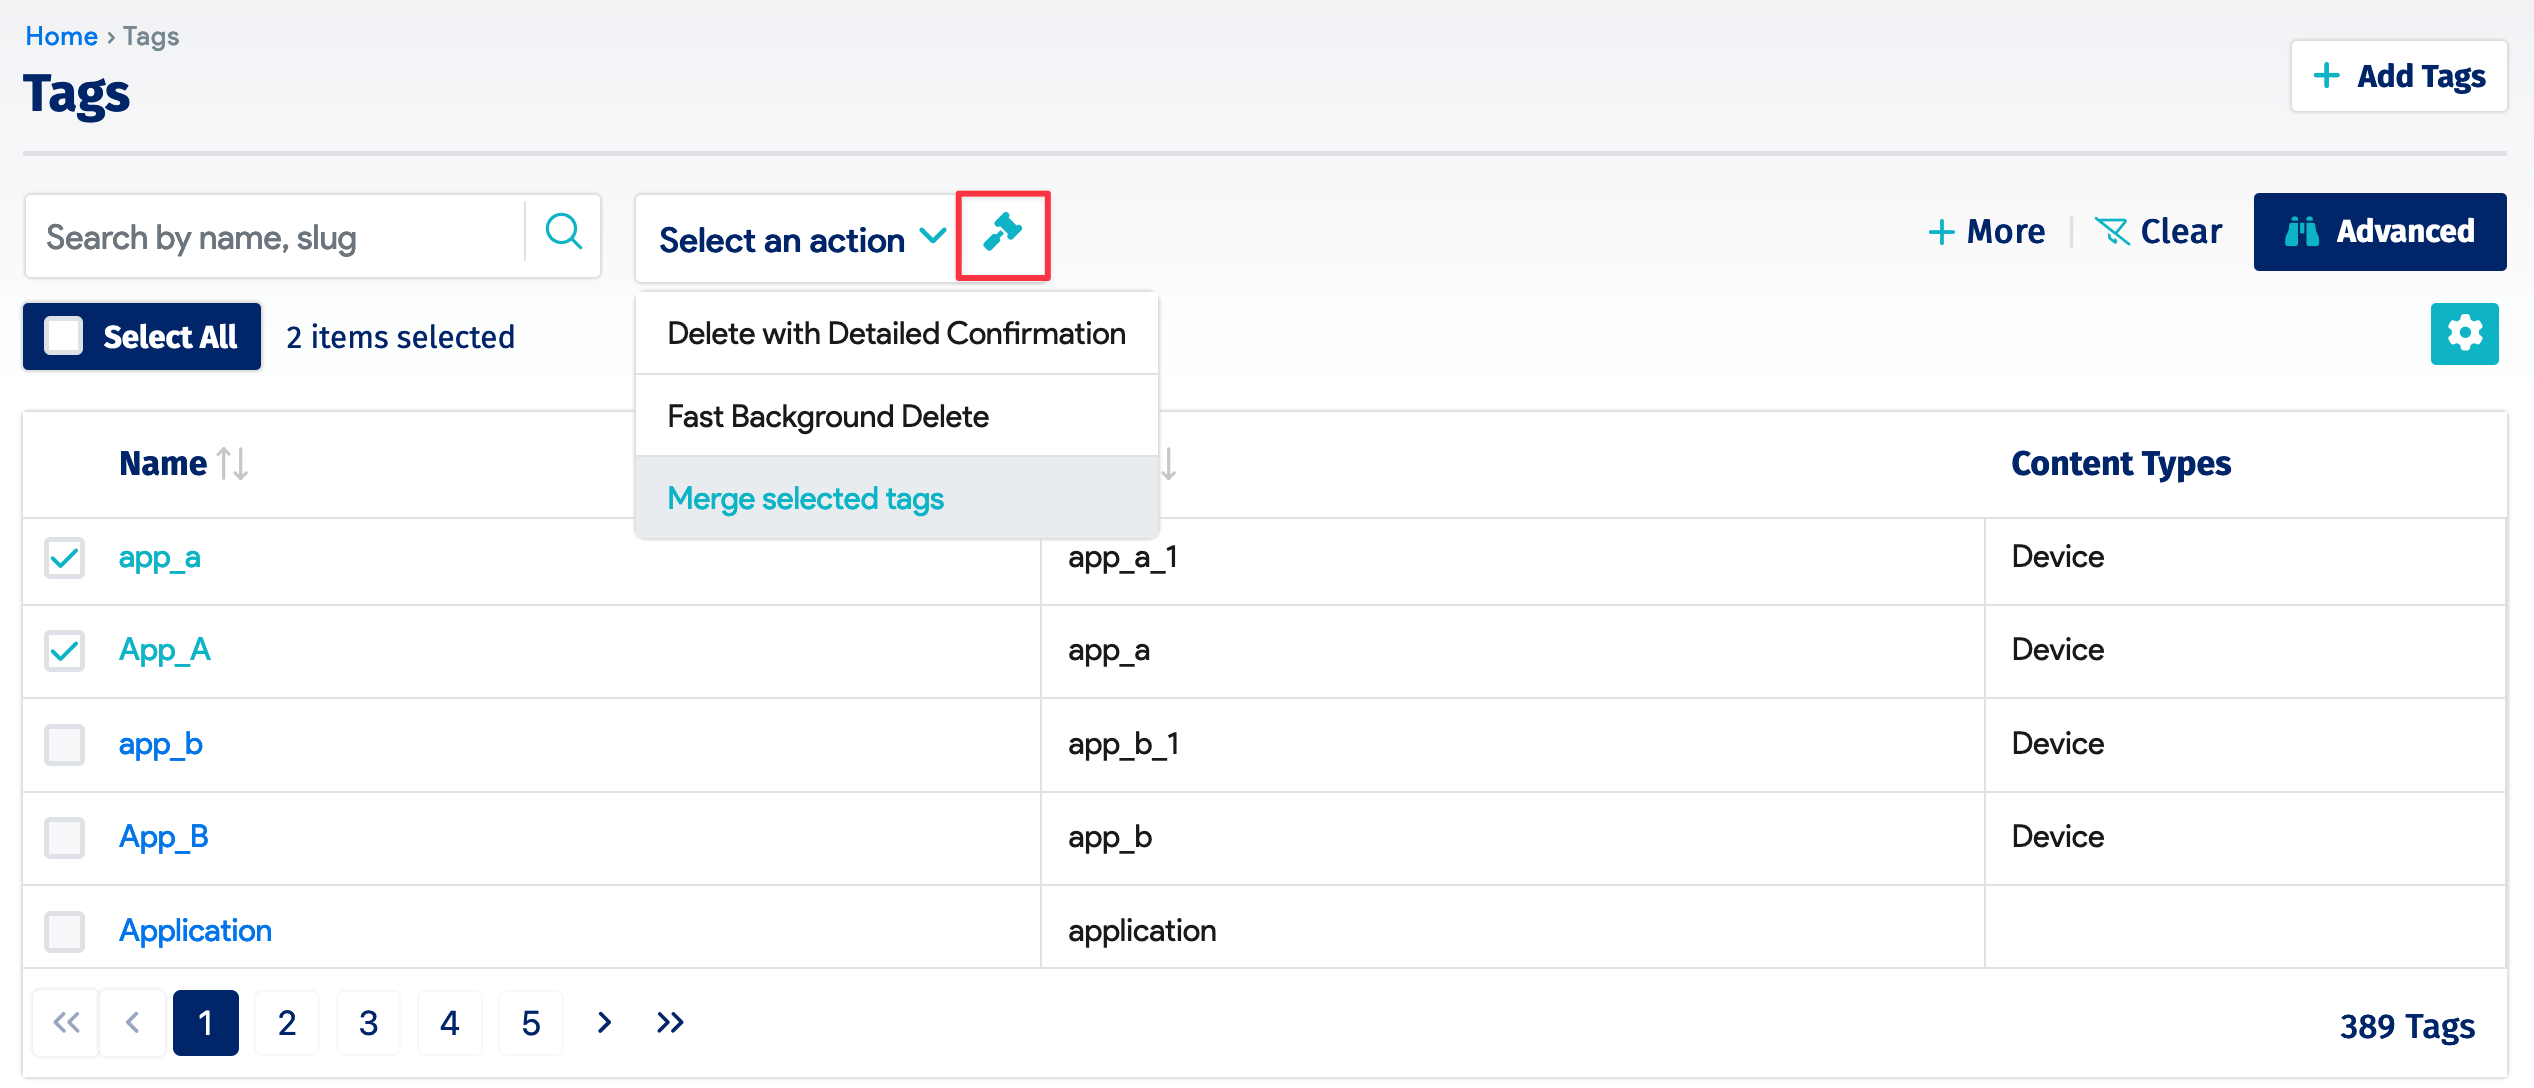 Home › Tags
Tags
+ Add Tags
Search by name, slug
Select an action
+ More
Clear
Advanced
Select All
2 items selected
Delete with Detailed Confirmation
Fast Background Delete
Merge selected tags
Name
Content Types
app_a
app_a_1
Device
App_A
app_a
Device
app_b
app_b_1
Device
App_B
app_b
Device
Application
application
« ‹ 1 2 3 4 5 › »
389 Tags